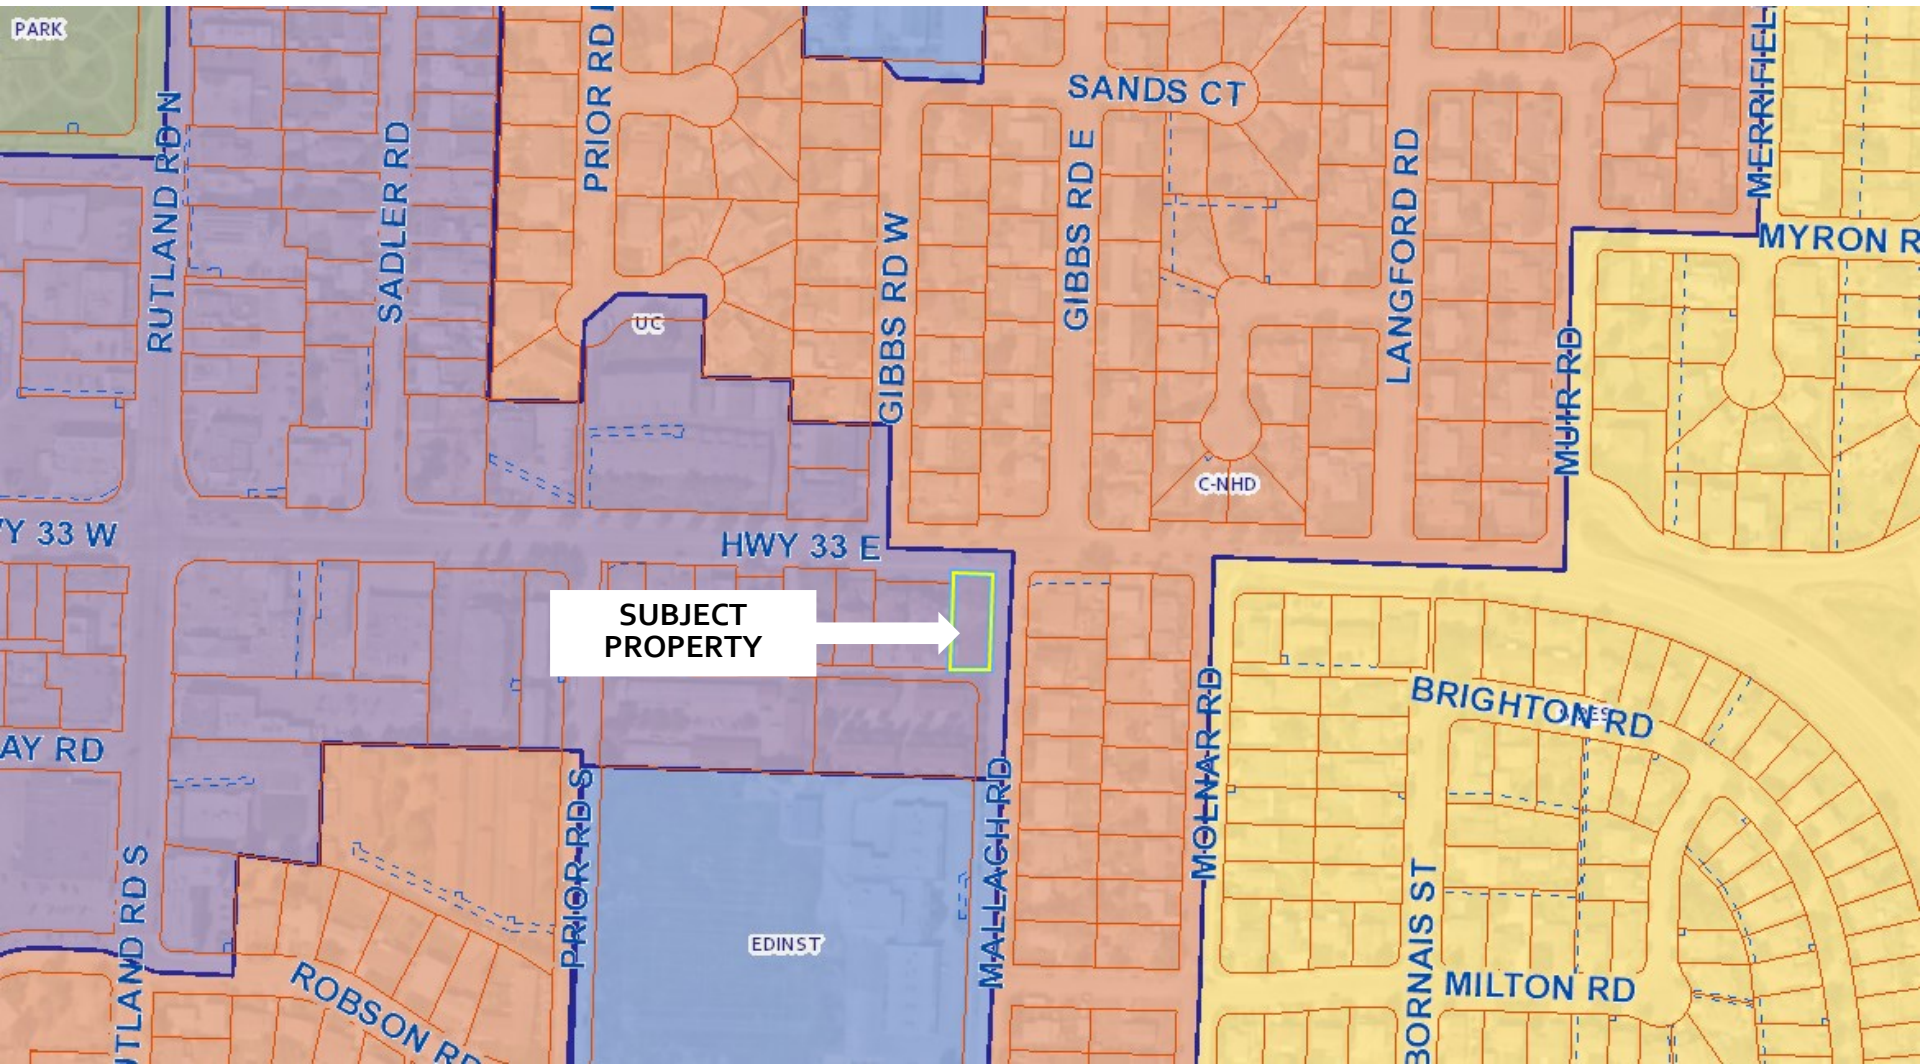 PARK
RUTLAND RD N
SADLER RD
PRIOR RD
SANDS CT
GIBBS RD W
GIBBS RD E
LANGFORD RD
MERRIFIEL
MYRON R
MUIR RD
UC
C-NHD
Y 33 W
HWY 33 E
SUBJECT
PROPERTY
BRIGHTON RD
AY RD
MOLNAR RD
MALLACH RD
PRIOR RD S
UTLAND RD S
EDINST
BORNAIS ST
MILTON RD
ROBSON RD